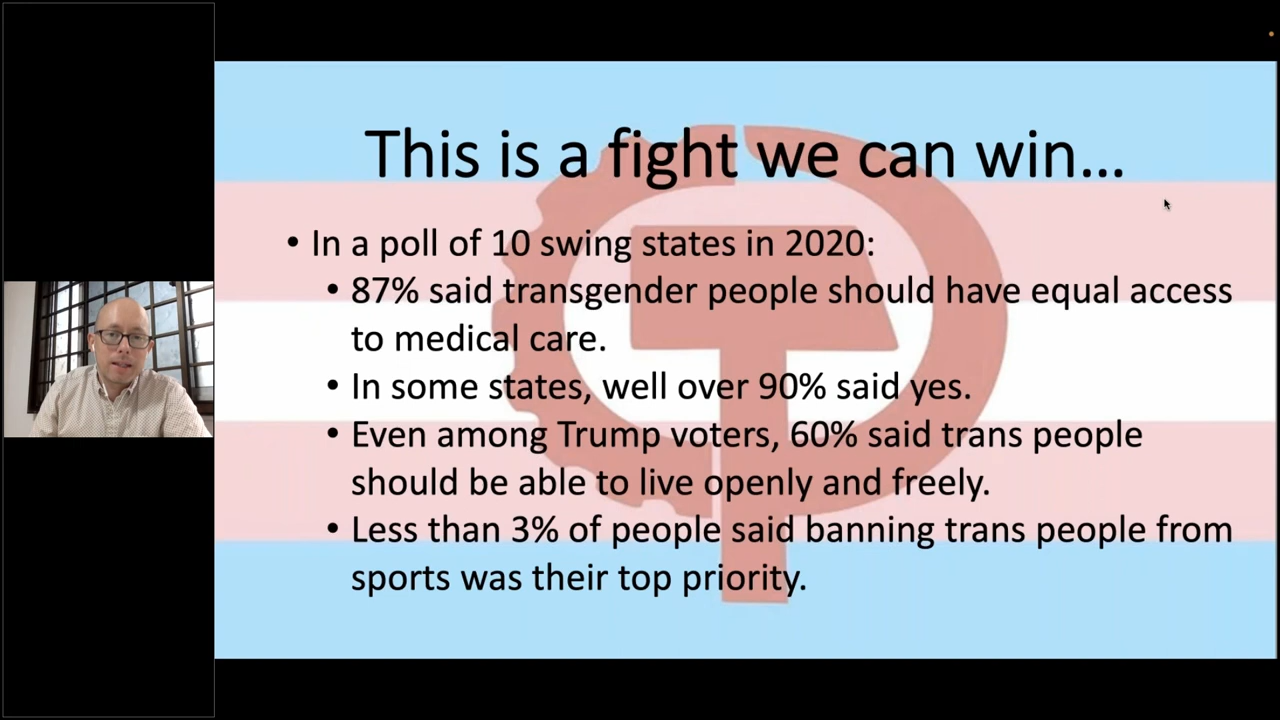 This is a fight we can win...
• In a poll of 10 swing states in 2020:
• 87% said transgender people should have equal access
to medical care.
• In some states, well over 90% said yes.
• Even among Trump voters, 60% said trans people
should be able to live openly and freely.
• Less than 3% of people said banning trans people from
sports was their top priority.